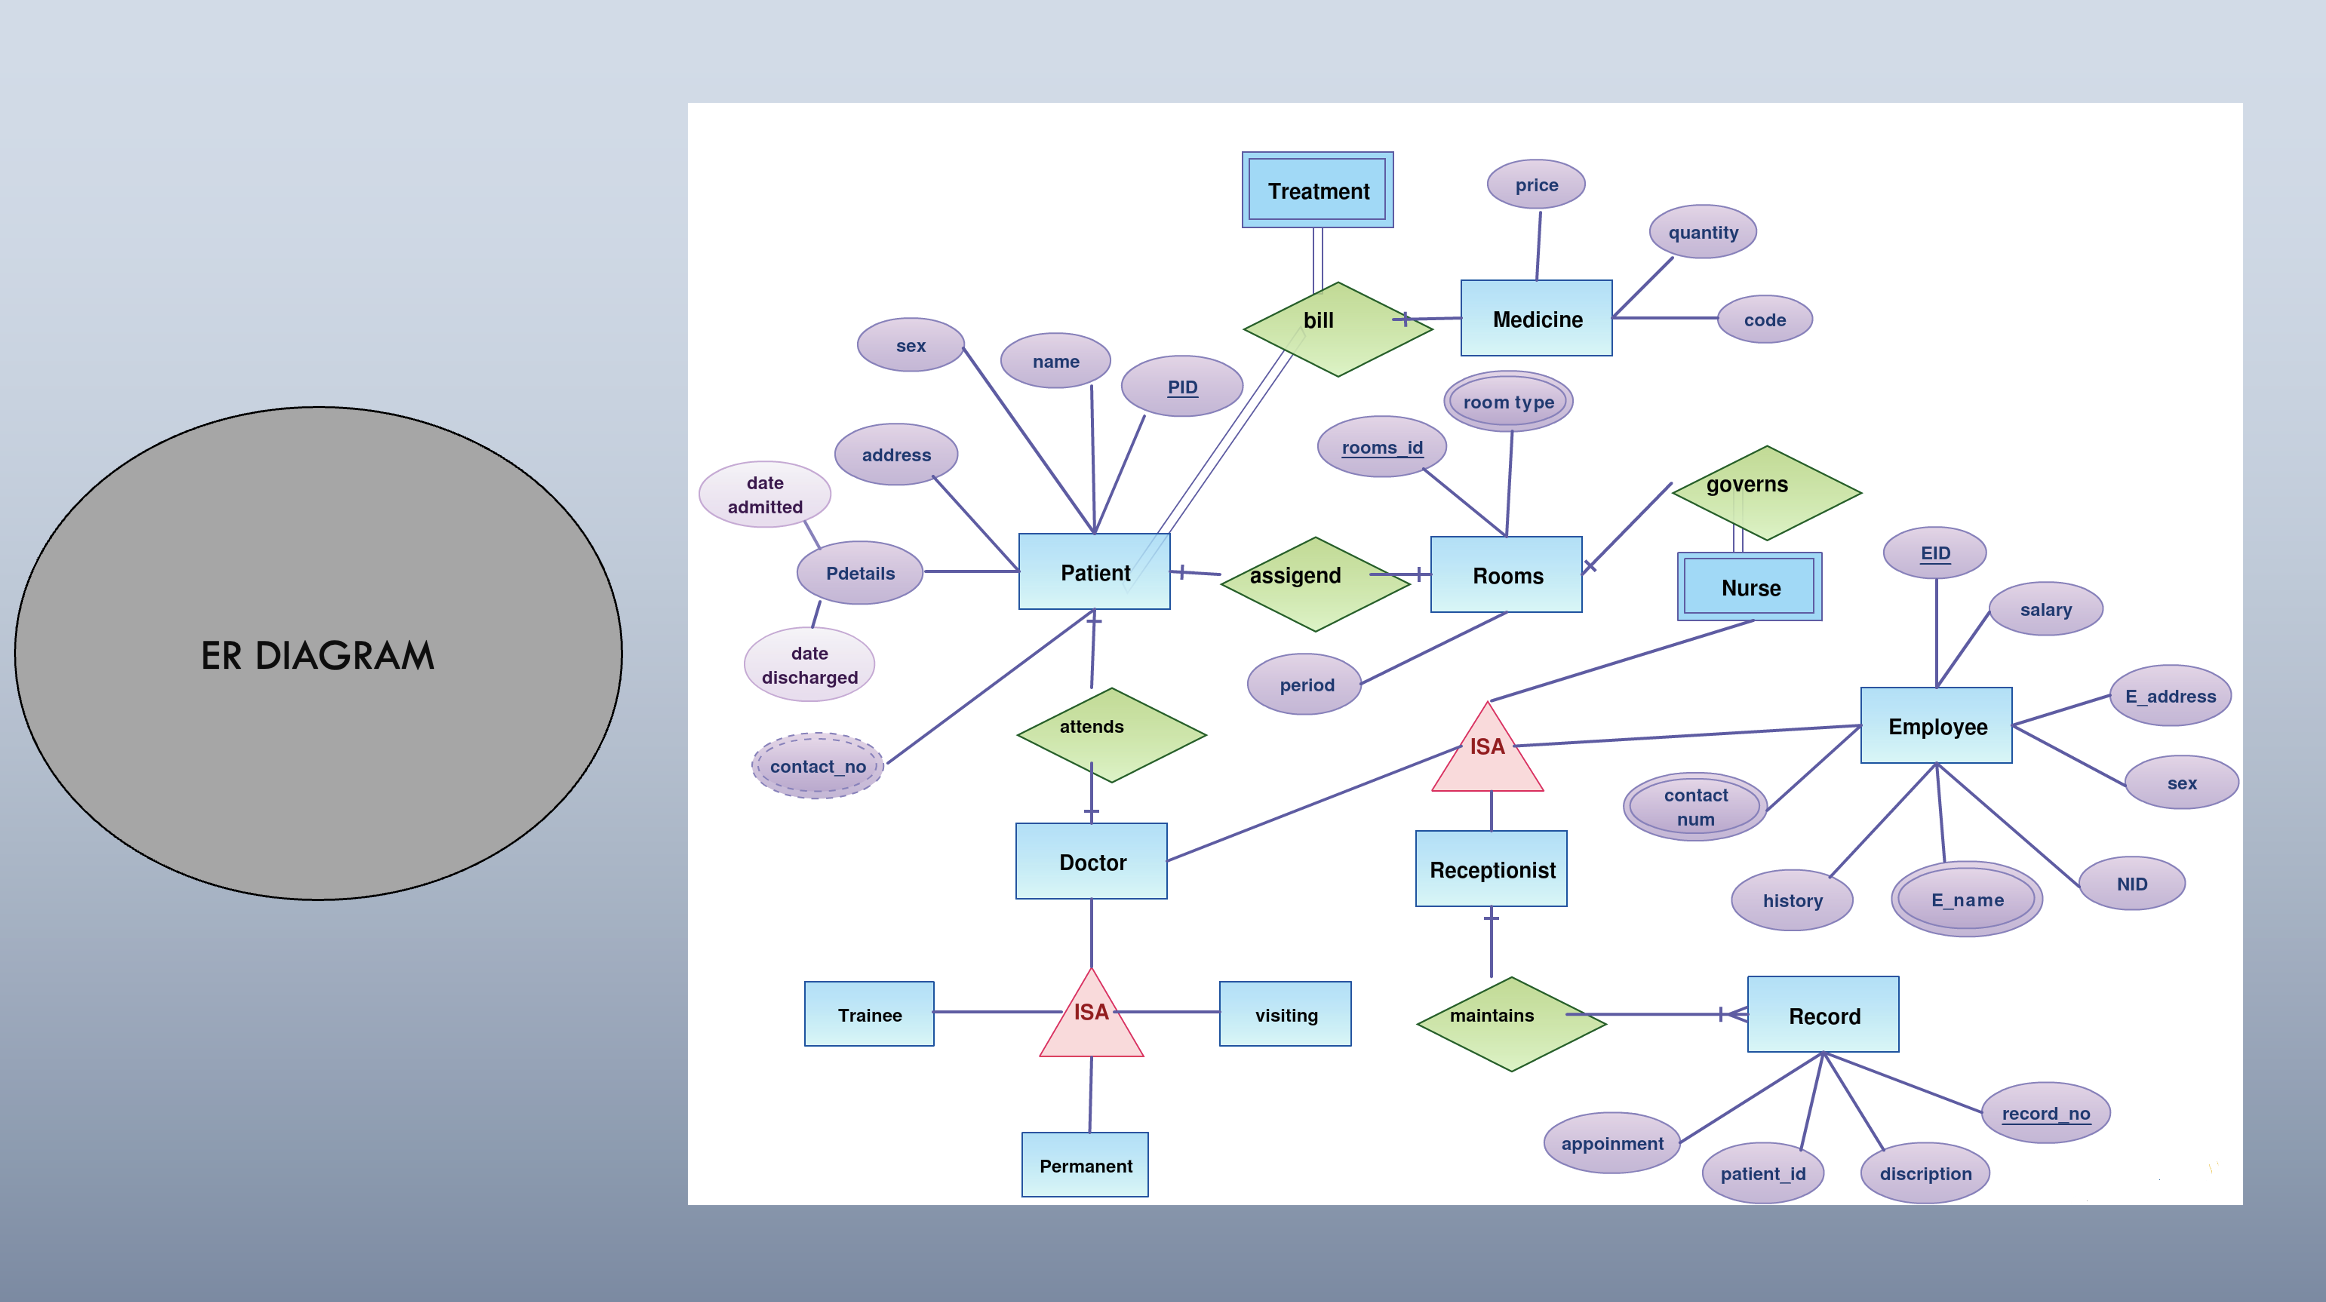 ER DIAGRAM
Treatment
price
quantity
bill
Medicine
code
sex
name
PID
room type
rooms_id
address
date
admitted
governs
EID
Pdetails
Patient
assigend
Rooms
Nurse
salary
date
discharged
period
E_address
attends
Employee
ISA
contact_no
sex
contact
num
Doctor
Receptionist
history
E_name
NID
Trainee
ISA
visiting
maintains
Record
record_no
appoinment
patient_id
discription
Permanent